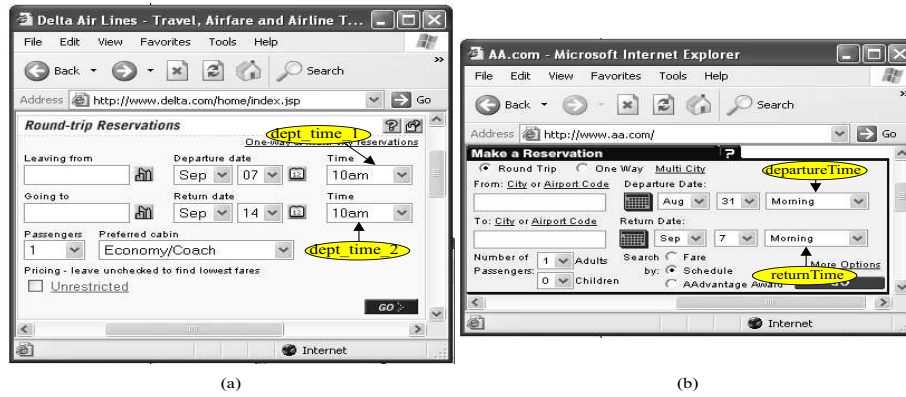 Delta Air Lines - Travel, Airfare and Airline T...
File Edit View Favorites Tools Help
Back Search
Address http://www.delta.com/home/index.jsp Go
Round-trip Reservations
dept_time_1
One-way reservations
Leaving from Departure date Time
Sep 07 10am
Going to Return date Time
Sep 14 10am
dept_time_2
Passengers Preferred cabin
1 Economy/Coach
Pricing - leave unchecked to find lowest fares
Unrestricted
GO
Internet
(a)
AA.com - Microsoft Internet Explorer
File Edit View Favorites Tools Help
Back Search
Address http://www.aa.com/ Go
Make a Reservation ?
Round Trip One Way Multi City
departureTime
From: City or Airport Code Departure Date:
Aug 31 Morning
To: City or Airport Code Return Date:
Sep 7 Morning
Number of Passengers: 1 Adults
0 Children
Search by: Fare
Schedule
AAdvantage Award
More Options
returnTime
GO
Internet
(b)